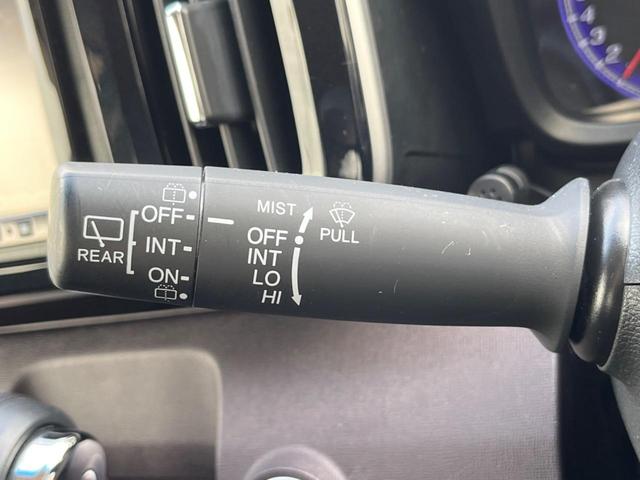 OFF
INT
ON
REAR
MIST
OFF
INT
LO
HI
PULL